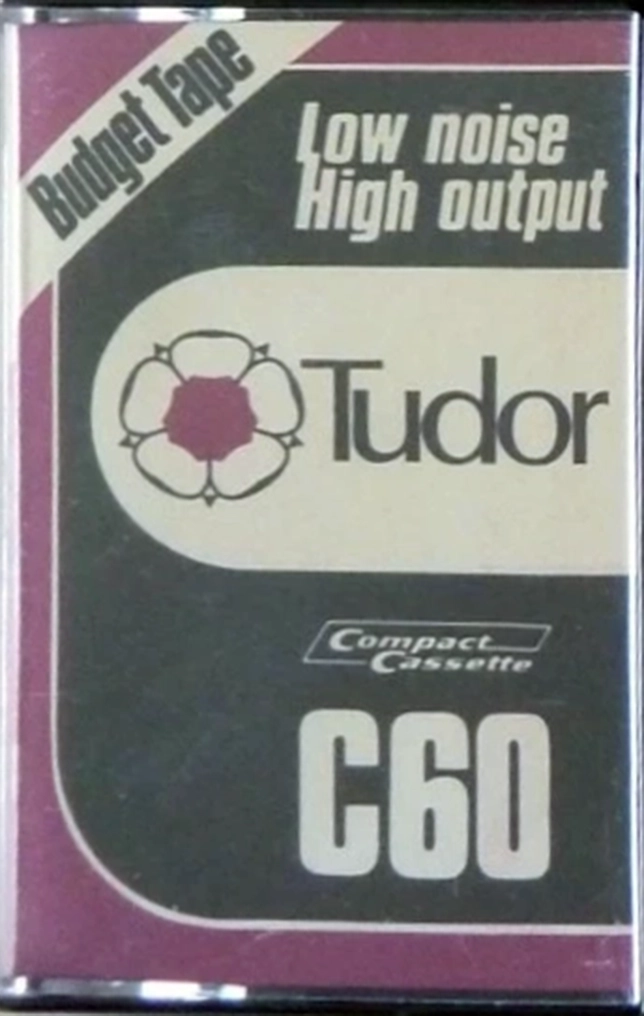 Budget Tape
Low noise
High output
Tudor
Compact
Cassette
C60